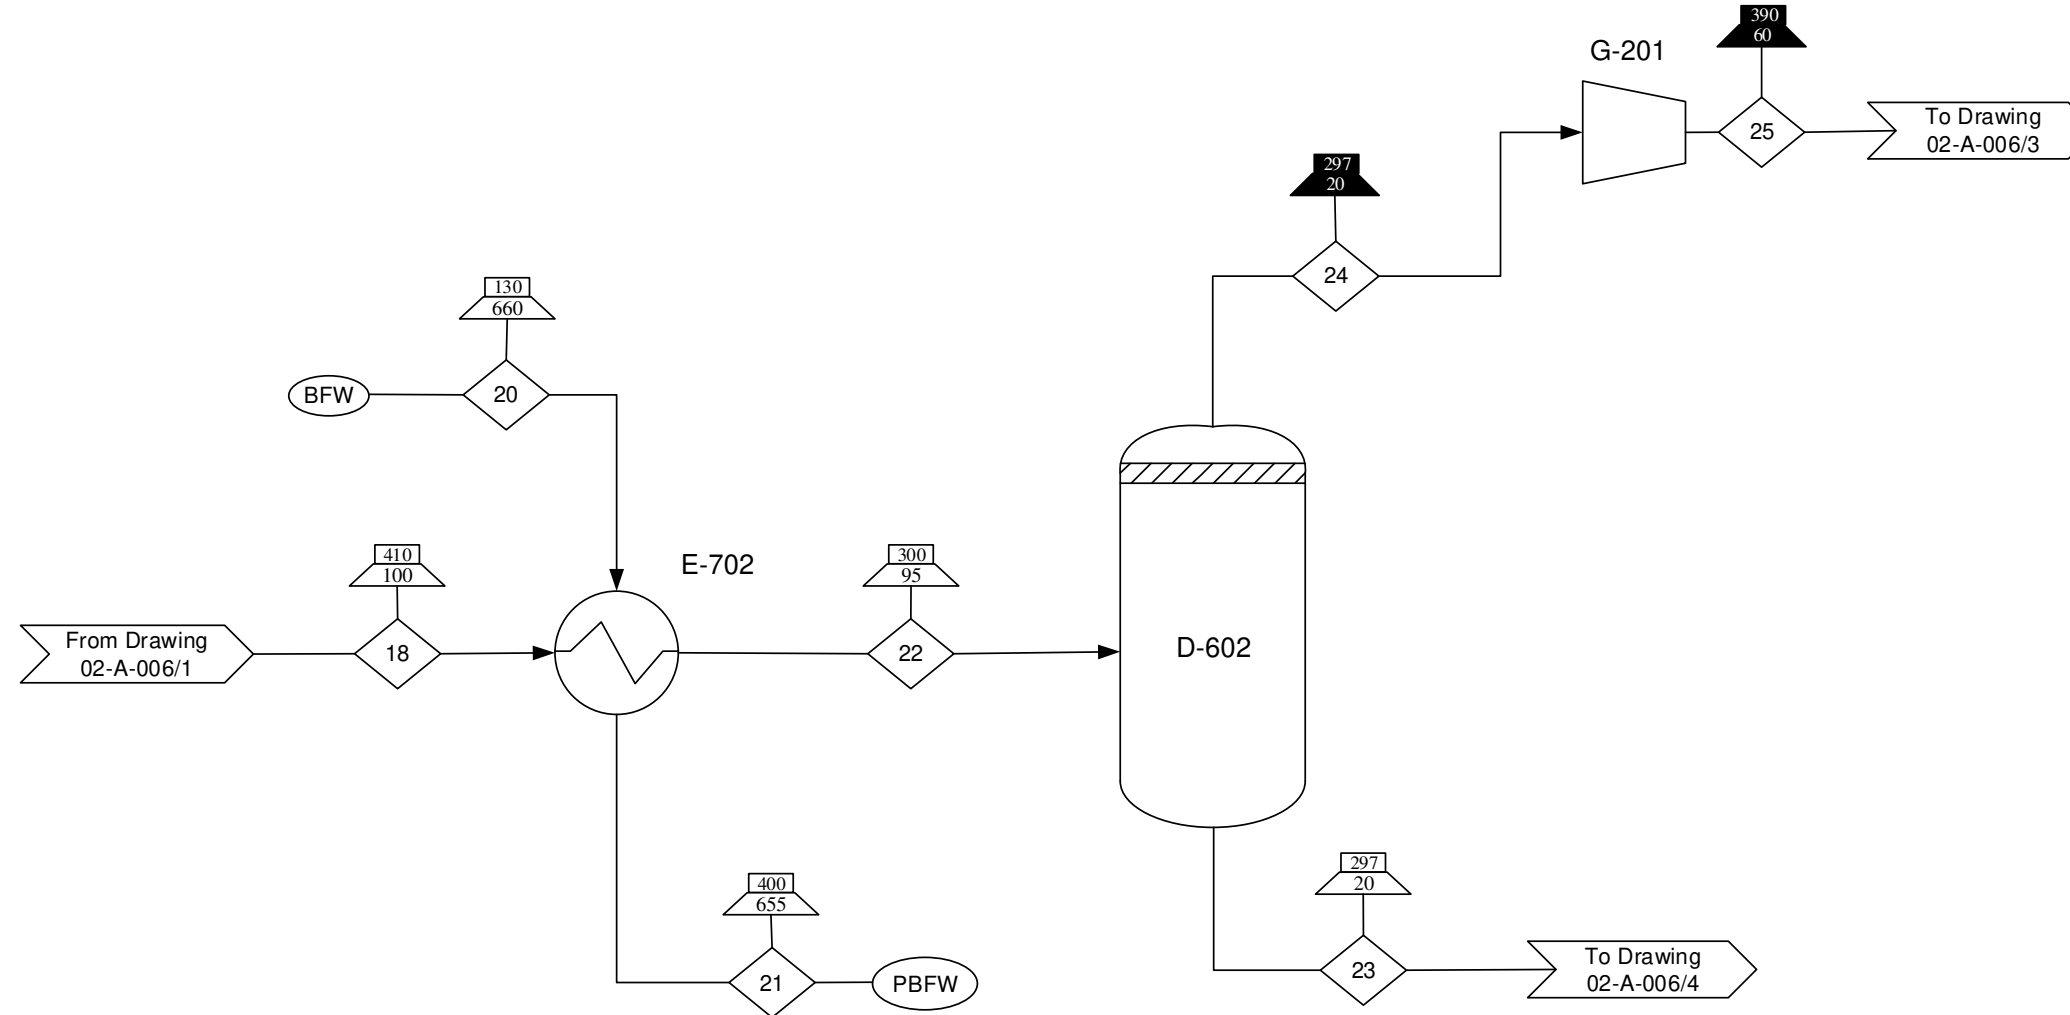 390
60
G-201
25
To Drawing
02-A-006/3
297
20
24
130
660
BFW
20
E-702
410
100
From Drawing
02-A-006/1
18
300
95
22
D-602
400
655
21
PBFW
297
20
23
To Drawing
02-A-006/4